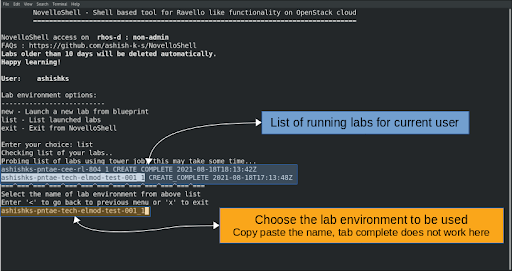 File Edit View Search Terminal Help
NovelloShell - Shell based tool for Ravello like functionality on OpenStack cloud
NovelloShell access on rhos-d : non-admin
FAQs : https://github.com/ashish-k-s/NovelloShell
Labs older than 10 days will be deleted automatically.
Happy learning!
User: ashishks
Lab environment options:
new - Launch a new lab from blueprint
list - List launched labs
exit - Exit from NovelloShell
Enter your choice: list
Checking list of your labs..
Probing list of labs using tower job, this may take some time...
ashishks-pntae-cee-rl-804 1 CREATE COMPLETE 2021-08-18T18:13:42Z
ashishks-pntae-tech-elmod-test-001 1 CREATE_COMPLETE 2021-08-18T17:13:48Z
Select the name of lab environment from above list
Enter '<' to go back to previous menu or 'x' to exit
ashishks-pntae-tech-elmod-test-001_1
List of running labs for current user
Choose the lab environment to be used
Copy paste the name, tab complete does not work here